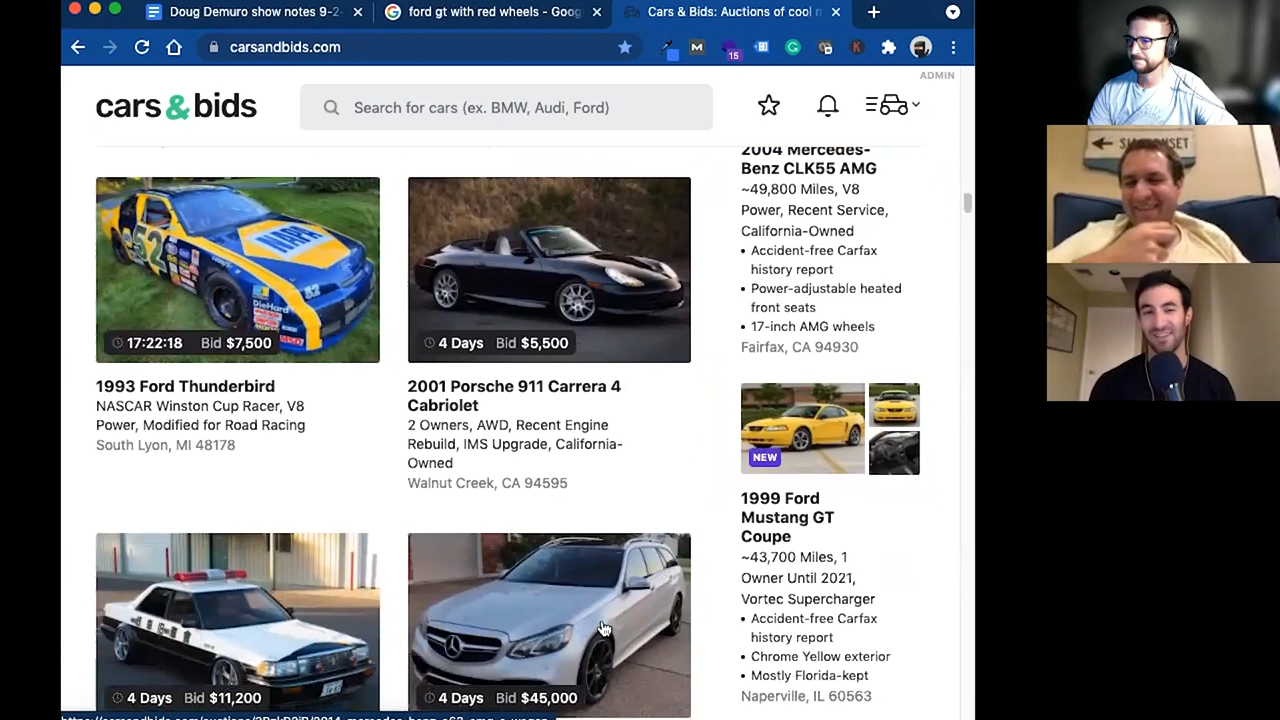 Doug Demuro show notes 9-2-
ford gt with red wheels - Goog
Cars & Bids: Auctions of cool m
carsandbids.com
15
ADMIN
cars&bids
Search for cars (ex. BMW, Audi, Ford)
52
NAPA
DieHard
17:22:18 Bid $7,500
1993 Ford Thunderbird
NASCAR Winston Cup Racer, V8
Power, Modified for Road Racing
South Lyon, MI 48178
4 Days Bid $5,500
2001 Porsche 911 Carrera 4
Cabriolet
2 Owners, AWD, Recent Engine
Rebuild, IMS Upgrade, California-
Owned
Walnut Creek, CA 94595
4 Days Bid $11,200
4 Days Bid $45,000
2004 Mercedes-
Benz CLK55 AMG
~49,800 Miles, V8
Power, Recent Service,
California-Owned
• Accident-free Carfax
history report
• Power-adjustable heated
front seats
• 17-inch AMG wheels
Fairfax, CA 94930
NEW
1999 Ford
Mustang GT
Coupe
~43,700 Miles, 1
Owner Until 2021,
Vortec Supercharger
• Accident-free Carfax
history report
• Chrome Yellow exterior
• Mostly Florida-kept
Naperville, IL 60563